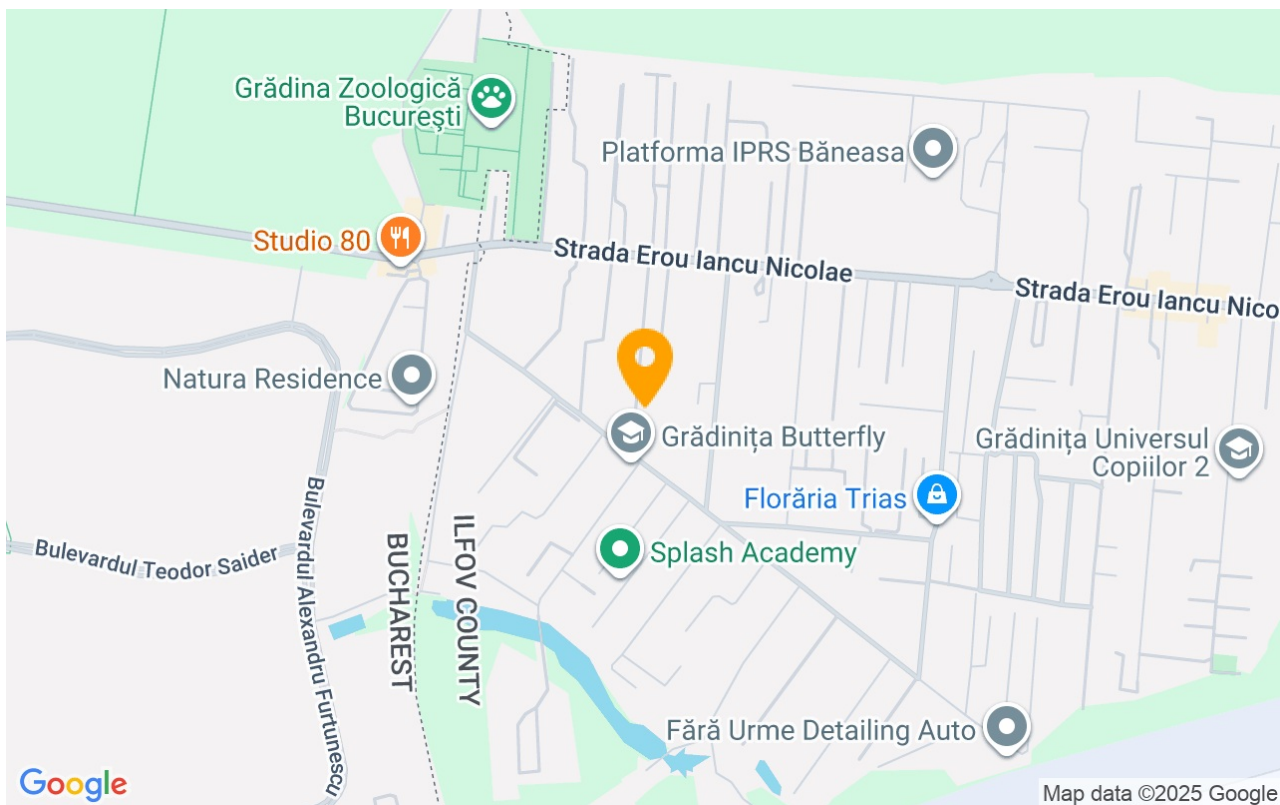 Grădina Zoologică
București
Platforma IPRS Băneasa
Studio 80
Strada Erou Iancu Nicolae
Strada Erou Iancu Nico
Natura Residence
Grădinița Butterfly
Grădinița Universul
Copiilor 2
Florăria Trias
Bulevardul Alexandru Furtunescu
Bulevardul Teodor Saider
BUCHAREST
ILFOV COUNTY
Splash Academy
Fără Urme Detailing Auto
Google
Map data ©2025 Google